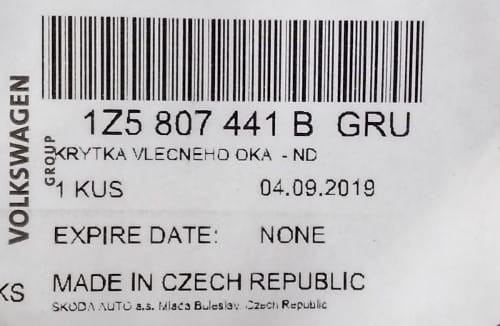 VOLKSWAGEN
GROUP
1Z5 807 441 B GRU
KRYTKA VLECNEHO OKA - ND
1 KUS 04.09.2019
EXPIRE DATE: NONE
KS MADE IN CZECH REPUBLIC
SKODA AUTO a.s. Mlada Buleslav, Czech Republic